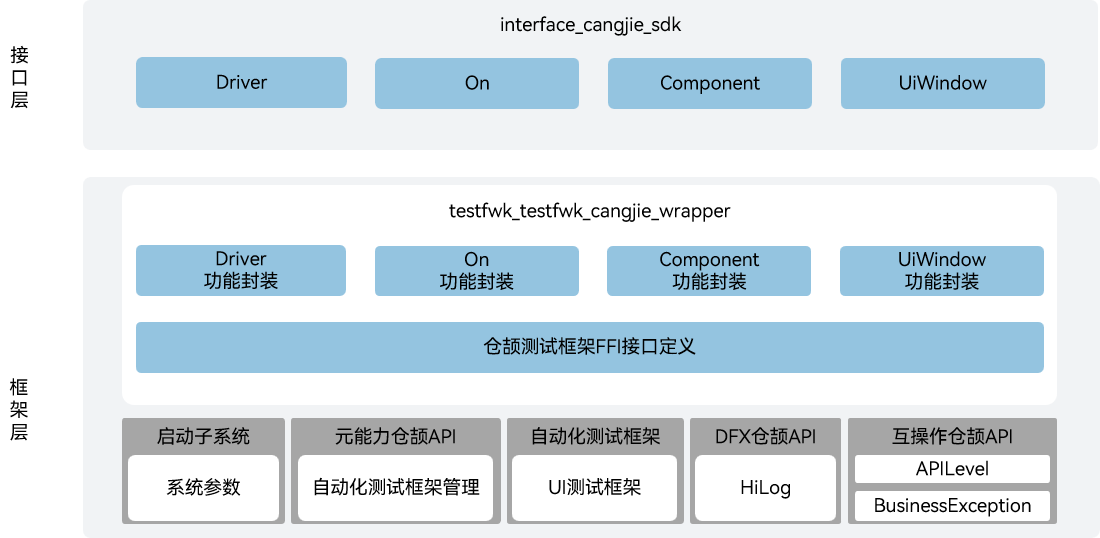 接口层
interface_cangjie_sdk
Driver
On
Component
UiWindow
框架层
testfwk_testfwk_cangjie_wrapper
Driver
功能封装
On
功能封装
Component
功能封装
UiWindow
功能封装
仓颉测试框架FFI接口定义
启动子系统
系统参数
元能力仓颉API
自动化测试框架管理
自动化测试框架
UI测试框架
DFX仓颉API
HiLog
互操作仓颉API
APILevel
BusinessException